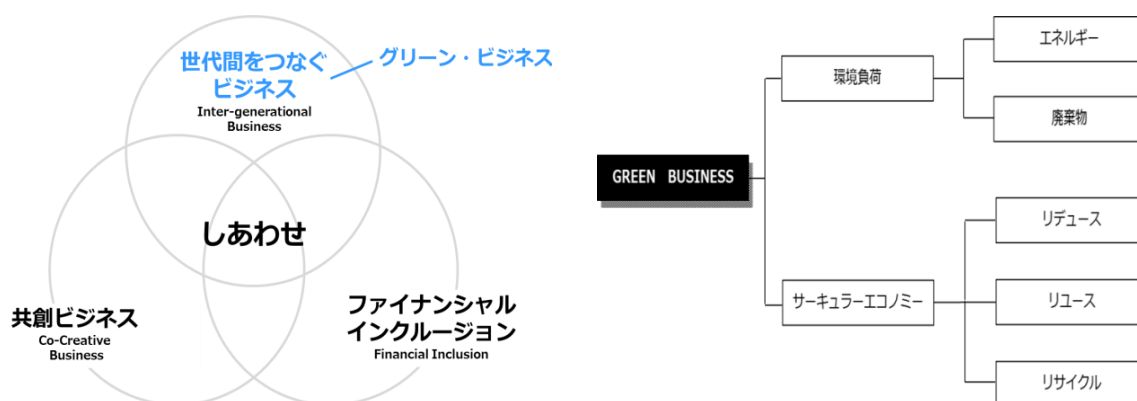 世代間をつなぐ
ビジネス
Inter-generational
Business
グリーン・ビジネス
しあわせ
共創ビジネス
Co-Creative
Business
ファイナンシャル
インクルージョン
Financial Inclusion
GREEN BUSINESS
環境負荷
エネルギー
廃棄物
サーキュラーエコノミー
リデュース
リユース
リサイクル